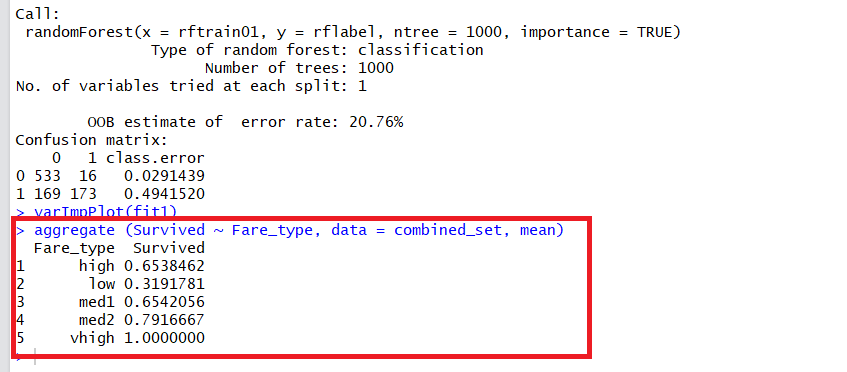 Call:
 randomForest(x = rftrain01, y = rflabel, ntree = 1000, importance = TRUE)
               Type of random forest: classification
                     Number of trees: 1000
No. of variables tried at each split: 1

        OOB estimate of  error rate: 20.76%
Confusion matrix:
    0   1 class.error
0 533  16   0.0291439
1 169 173   0.4941520
> varImpPlot(fit1)
> aggregate (Survived ~ Fare_type, data = combined_set, mean)
  Fare_type  Survived
1      high 0.6538462
2       low 0.3191781
3      med1 0.6542056
4      med2 0.7916667
5     vhigh 1.0000000
>